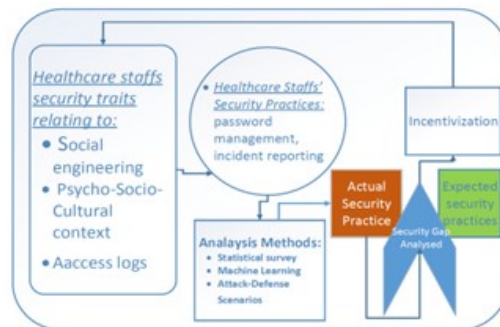 Healthcare staffs
security traits
relating to:
Social
engineering
Psycho-Socio-
Cultural
context
Aaccess logs
Healthcare Staffs'
Security Practices:
password
management,
incident reporting
Analaysis Methods:
Statistical survey
Machine Learning
Attack-Defense
Scenarios
Actual
Security
Practice
Security Gap
Analysed
Incentivization
Expected
security
practices